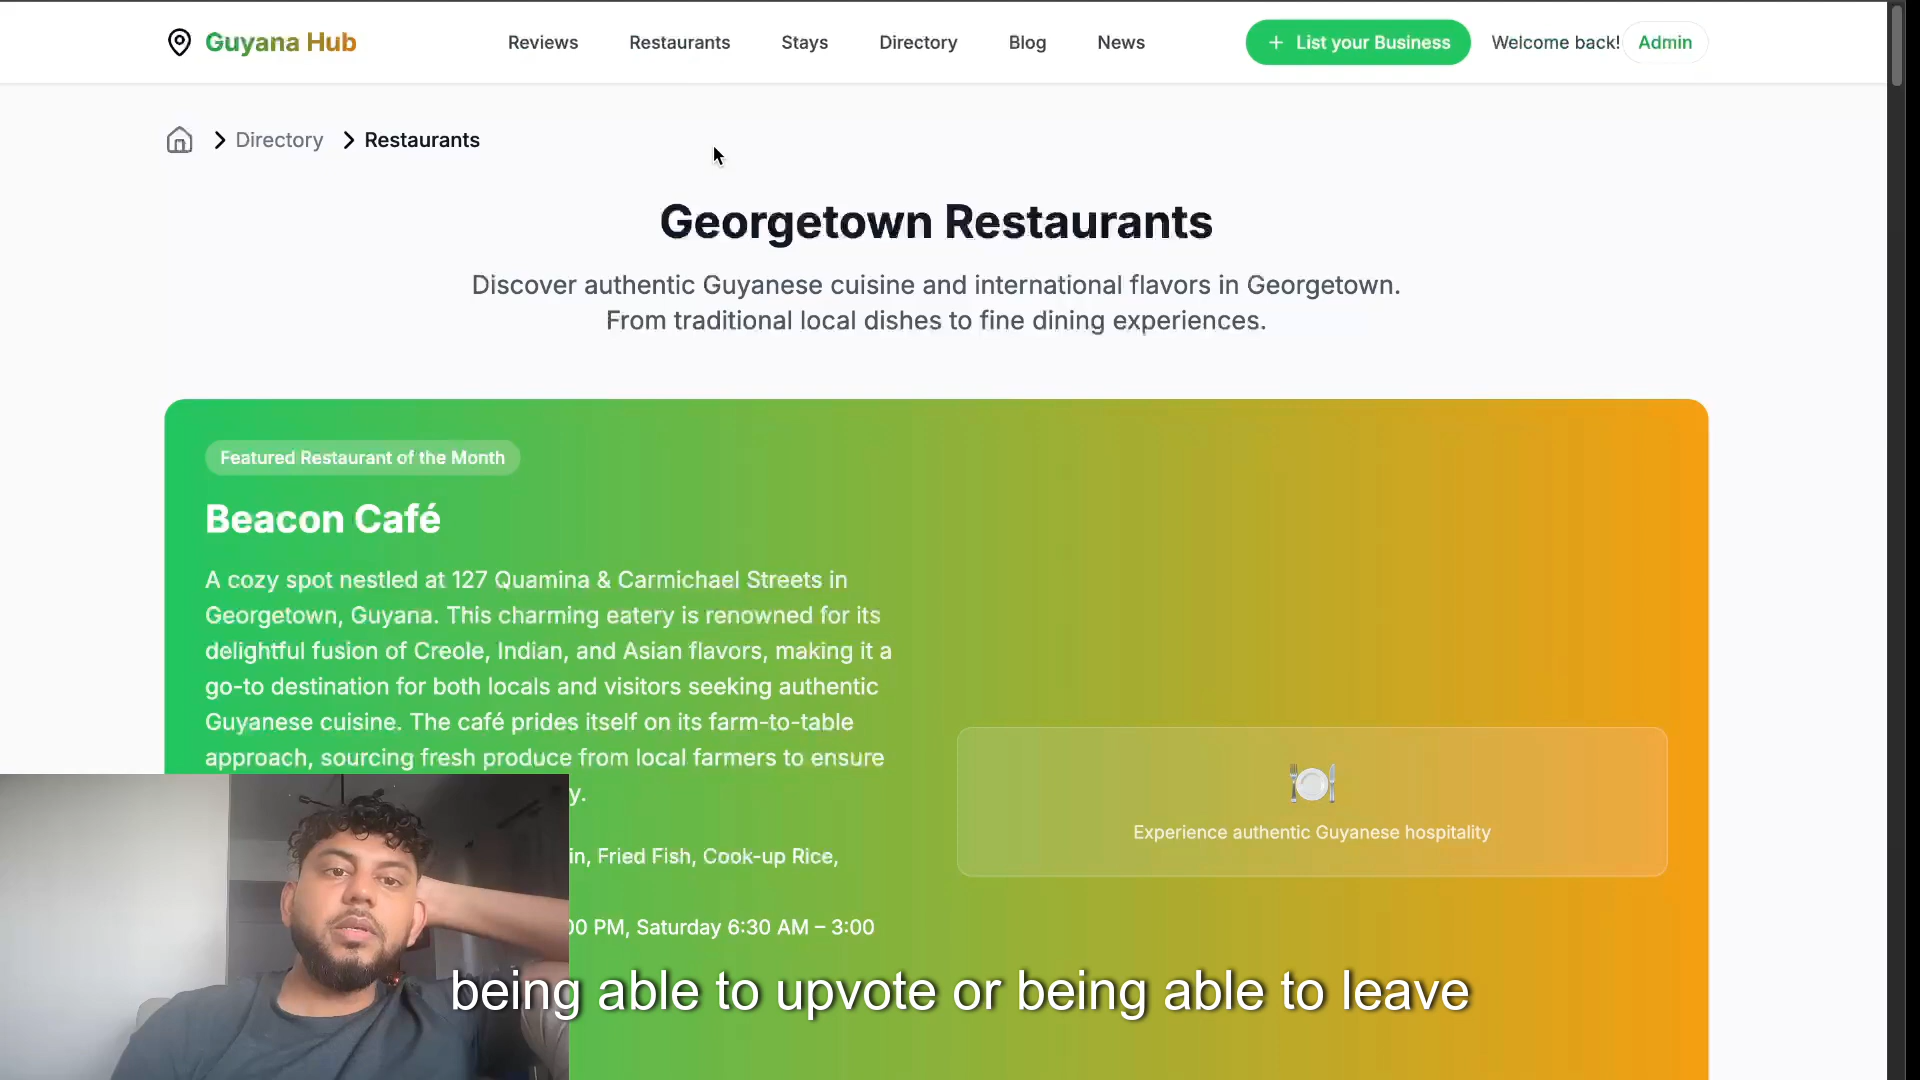 Guyana Hub
Reviews
Restaurants
Stays
Directory
Blog
News
+ List your Business
Welcome back!
Admin
Directory
Restaurants
Georgetown Restaurants
Discover authentic Guyanese cuisine and international flavors in Georgetown.
From traditional local dishes to fine dining experiences.
Featured Restaurant of the Month
Beacon Café
A cozy spot nestled at 127 Quamina & Carmichael Streets in
Georgetown, Guyana. This charming eatery is renowned for its
delightful fusion of Creole, Indian, and Asian flavors, making it a
go-to destination for both locals and visitors seeking authentic
Guyanese cuisine. The café prides itself on its farm-to-table
approach, sourcing fresh produce from local farmers to ensure
y.
in, Fried Fish, Cook-up Rice,
00 PM, Saturday 6:30 AM – 3:00
Experience authentic Guyanese hospitality
being able to upvote or being able to leave